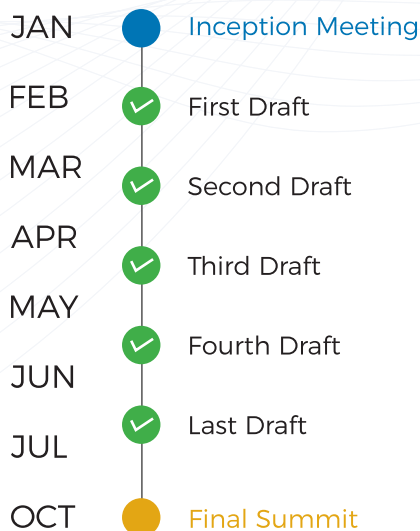 JAN
Inception Meeting
FEB
First Draft
MAR
Second Draft
APR
Third Draft
MAY
Fourth Draft
JUN
Last Draft
JUL
OCT
Final Summit